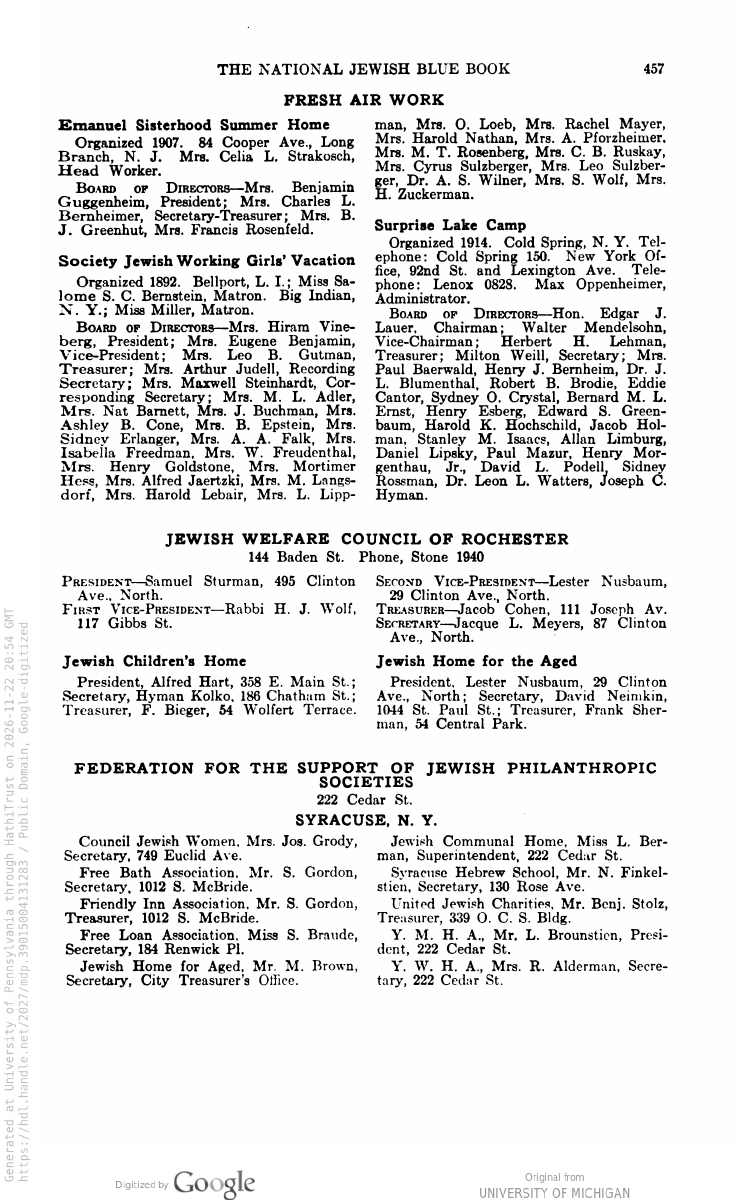 THE NATIONAL JEWISH BLUE BOOK 457
FRESH AIR WORK
Emanuel Sisterhood Summer Home
Organized 1907. 84 Cooper Ave., Long
Branch, N. J. Mrs. Celia L. Strakosch,
Head Worker.
BOARD OF DIRECTORS—Mrs. Benjamin
Guggenheim, President; Mrs. Charles L.
Bernheimer, Secretary-Treasurer; Mrs. B.
J. Greenhut, Mrs. Francis Rosenfeld.
Society Jewish Working Girls' Vacation
Organized 1892. Bellport, L. I.; Miss Sa-
lome S. C. Bernstein, Matron. Big Indian,
N. Y.; Miss Miller, Matron.
BOARD OF DIRECTORS—Mrs. Hiram Vine-
berg, President; Mrs. Eugene Benjamin,
Vice-President; Mrs. Leo B. Gutman,
Treasurer; Mrs. Arthur Judell, Recording
Secretary; Mrs. Maxwell Steinhardt, Cor-
responding Secretary; Mrs. M. L. Adler,
Mrs. Nat Barnett, Mrs. J. Buchman, Mrs.
Ashley B. Cone, Mrs. B. Epstein, Mrs.
Sidney Erlanger, Mrs. A. A. Falk, Mrs.
Isabella Freedman, Mrs. W. Freudenthal,
Mrs. Henry Goldstone, Mrs. Mortimer
Hess, Mrs. Alfred Jaertzki, Mrs. M. Langs-
dorf, Mrs. Harold Lebair, Mrs. L. Lipp-
man, Mrs. O. Loeb, Mrs. Rachel Mayer,
Mrs. Harold Nathan, Mrs. A. Pforzheimer,
Mrs. M. T. Rosenberg, Mrs. C. B. Ruskay,
Mrs. Cyrus Sulzberger, Mrs. Leo Sulzber-
ger, Dr. A. S. Wilner, Mrs. S. Wolf, Mrs.
H. Zuckerman.
Surprise Lake Camp
Organized 1914. Cold Spring, N. Y. Tel-
ephone: Cold Spring 150. New York Of-
fice, 92nd St. and Lexington Ave. Tele-
phone: Lenox 0828. Max Oppenheimer,
Administrator.
BOARD OF DIRECTORS—Hon. Edgar J.
Lauer, Chairman; Walter Mendelsohn,
Vice-Chairman; Herbert H. Lehman,
Treasurer; Milton Weill, Secretary; Mrs.
Paul Baerwald, Henry J. Bernheim, Dr. J.
L. Blumenthal, Robert B. Brodie, Eddie
Cantor, Sydney O. Crystal, Bernard M. L.
Ernst, Henry Esberg, Edward S. Green-
baum, Harold K. Hochschild, Jacob Hol-
man, Stanley M. Isaacs, Allan Limburg,
Daniel Lipsky, Paul Mazur, Henry Mor-
genthau, Jr., David L. Podell, Sidney
Rossman, Dr. Leon L. Watters, Joseph C.
Hyman.
JEWISH WELFARE COUNCIL OF ROCHESTER
144 Baden St. Phone, Stone 1940
PRESIDENT—Samuel Sturman, 495 Clinton
Ave., North.
FIRST VICE-PRESIDENT—Rabbi H. J. Wolf,
117 Gibbs St.
SECOND VICE-PRESIDENT—Lester Nusbaum,
29 Clinton Ave., North.
TREASURER—Jacob Cohen, 111 Joseph Av.
SECRETARY—Jacque L. Meyers, 87 Clinton
Ave., North.
Jewish Children's Home
President, Alfred Hart, 358 E. Main St.;
Secretary, Hyman Kolko, 186 Chatham St.;
Treasurer, F. Bieger, 54 Wolfert Terrace.
Jewish Home for the Aged
President, Lester Nusbaum, 29 Clinton
Ave., North; Secretary, David Neimkin,
1044 St. Paul St.; Treasurer, Frank Sher-
man, 54 Central Park.
FEDERATION FOR THE SUPPORT OF JEWISH PHILANTHROPIC
SOCIETIES
222 Cedar St.
SYRACUSE, N. Y.
Council Jewish Women, Mrs. Jos. Grody,
Secretary, 749 Euclid Ave.
Free Bath Association, Mr. S. Gordon,
Secretary, 1012 S. McBride.
Friendly Inn Association, Mr. S. Gordon,
Treasurer, 1012 S. McBride.
Free Loan Association, Miss S. Braude,
Secretary, 184 Renwick Pl.
Jewish Home for Aged, Mr. M. Brown,
Secretary, City Treasurer's Office.
Jewish Communal Home, Miss L. Ber-
man, Superintendent, 222 Cedar St.
Syracuse Hebrew School, Mr. N. Finkel-
stien, Secretary, 130 Rose Ave.
United Jewish Charities, Mr. Benj. Stolz,
Treasurer, 339 O. C. S. Bldg.
Y. M. H. A., Mr. L. Brounstien, Presi-
dent, 222 Cedar St.
Y. W. H. A., Mrs. R. Alderman, Secre-
tary, 222 Cedar St.
Generated at University of Pennsylvania through HathiTrust on 2026-11-22 20:54 GMT
https://hdl.handle.net/2027/mdp.39015004131283 / Public Domain, Google-digitized
Digitized by Google
Original from
UNIVERSITY OF MICHIGAN